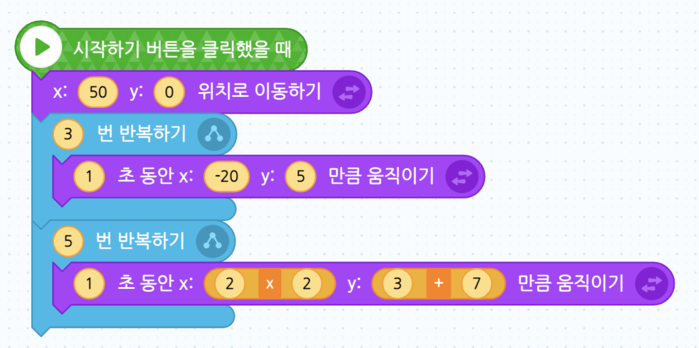 시작하기 버튼을 클릭했을 때
x: 50 y: 0 위치로 이동하기
3 번 반복하기
1 초 동안 x: -20 y: 5 만큼 움직이기
5 번 반복하기
1 초 동안 x: 2 x 2 y: 3 + 7 만큼 움직이기